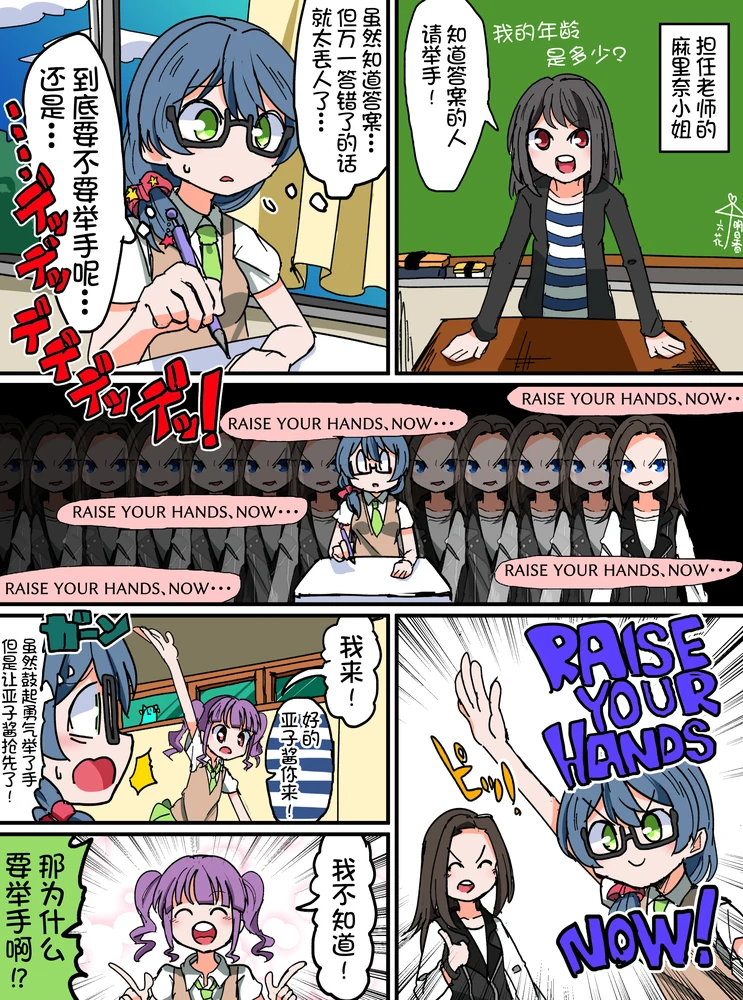 担任老师的
麻里奈小姐
我的年龄
是多少？
知道答案的人
请举手！
六花
明日香
虽然知道答案…
但万一答错了的话
就太丢人了…
到底要不要举手呢…
还是…
……デッデッデデデッデッ！
RAISE YOUR HANDS、NOW…
RAISE YOUR HANDS、NOW…
RAISE YOUR HANDS、NOW…
RAISE YOUR HANDS、NOW…
RAISE YOUR HANDS、NOW…
RAISE
YOUR
HANDS
NOW!
ピッ！
我来！
好的
亚子酱你来！
ガーン
虽然鼓起勇气举了手
但是让亚子酱抢先了！
我不知道！
那为什么
要举手啊！？